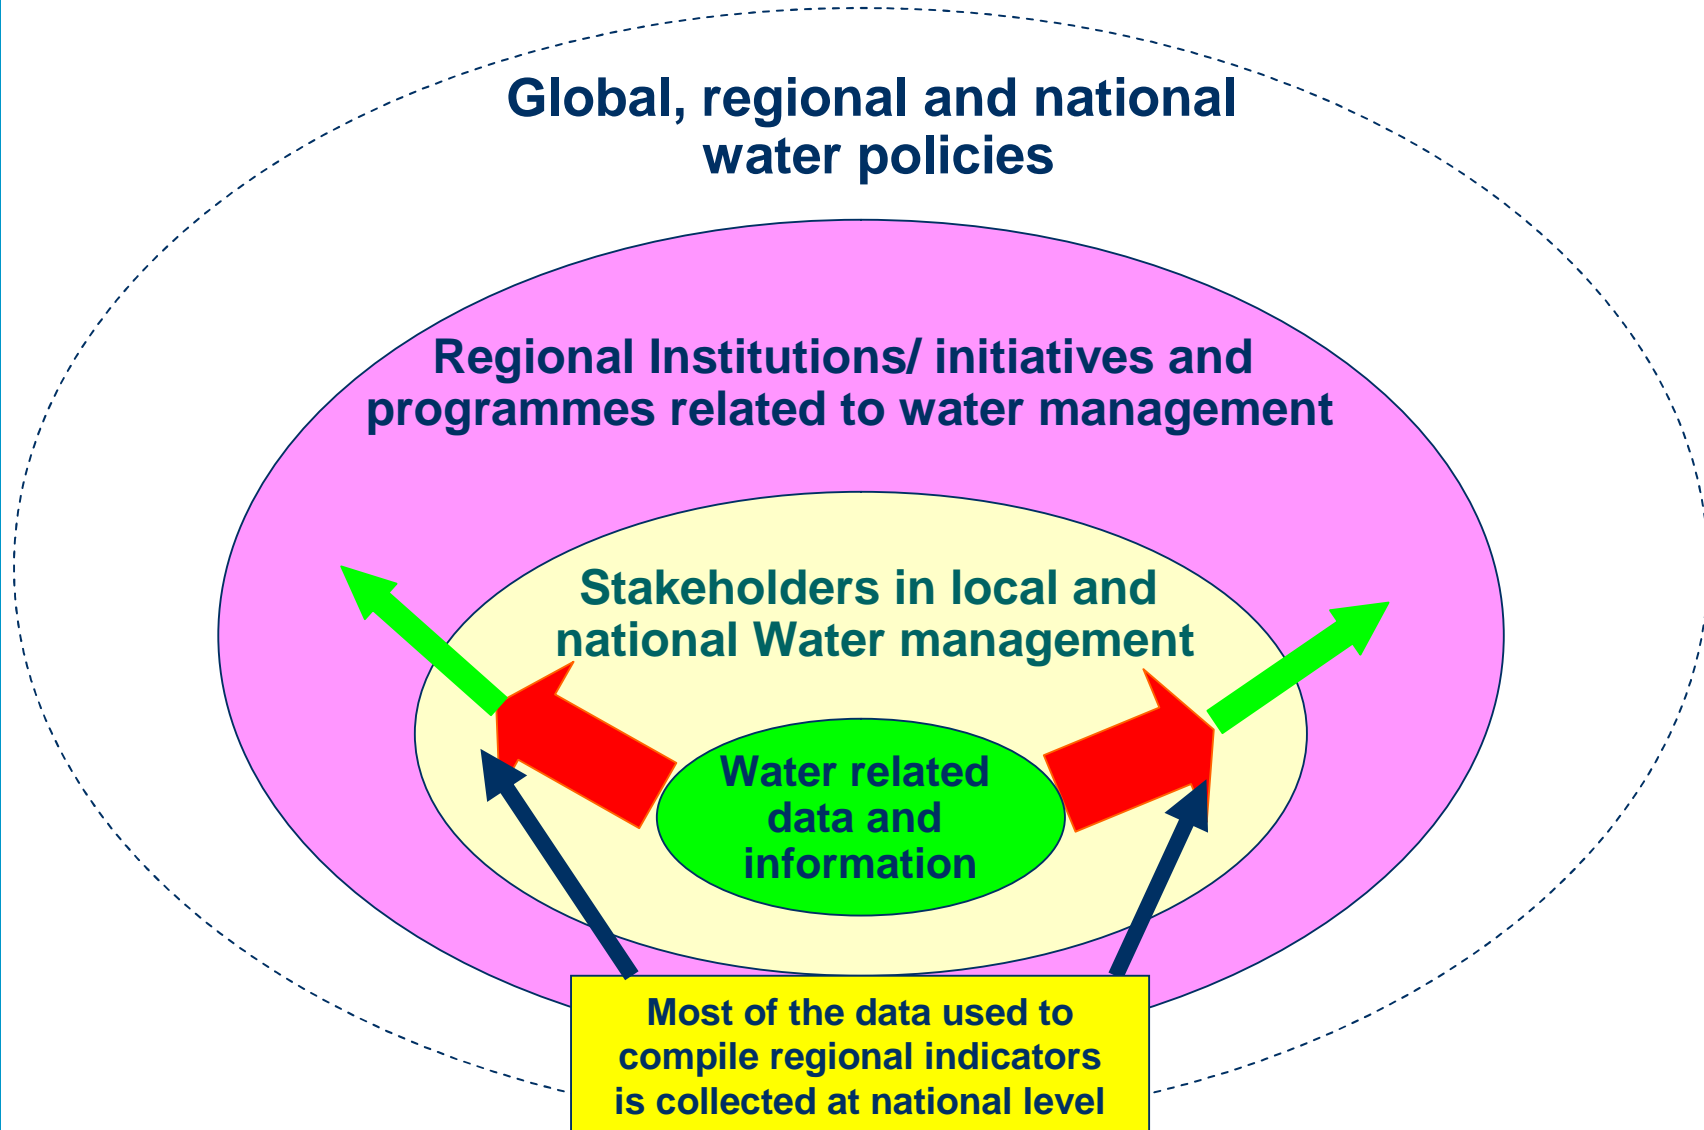 Global, regional and national
water policies
Regional Institutions/ initiatives and
programmes related to water management
Stakeholders in local and
national Water management
Water related
data and
information
Most of the data used to
compile regional indicators
is collected at national level